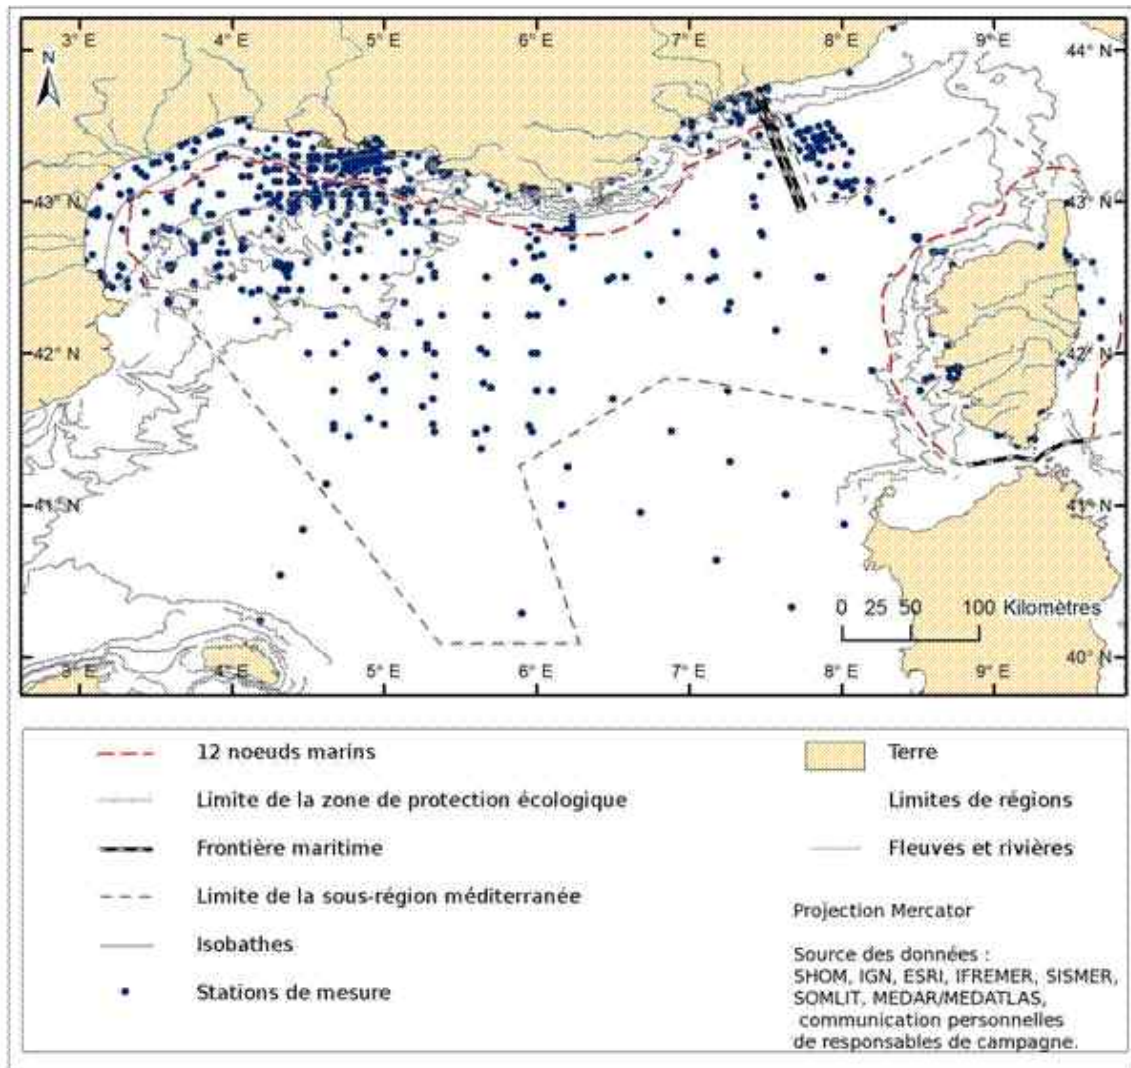 3° E 4° E 5° E 6° E 7° E 8° E 9° E
N
44° N
43° N
43° N
42° N
42° N
41° N
41° N
40° N
0 25 50 100 Kilomètres
3° E 4° E 5° E 6° E 7° E 8° E 9° E
12 noeuds marins
Limite de la zone de protection écologique
Frontière maritime
Limite de la sous-région méditerranée
Isobathes
Stations de mesure
Terre
Limites de régions
Fleuves et rivières
Projection Mercator
Source des données :
SHOM, IGN, ESRI, IFREMER, SISMER,
SOMLIT, MEDAR/MEDATLAS,
communication personnelles
de responsables de campagne.